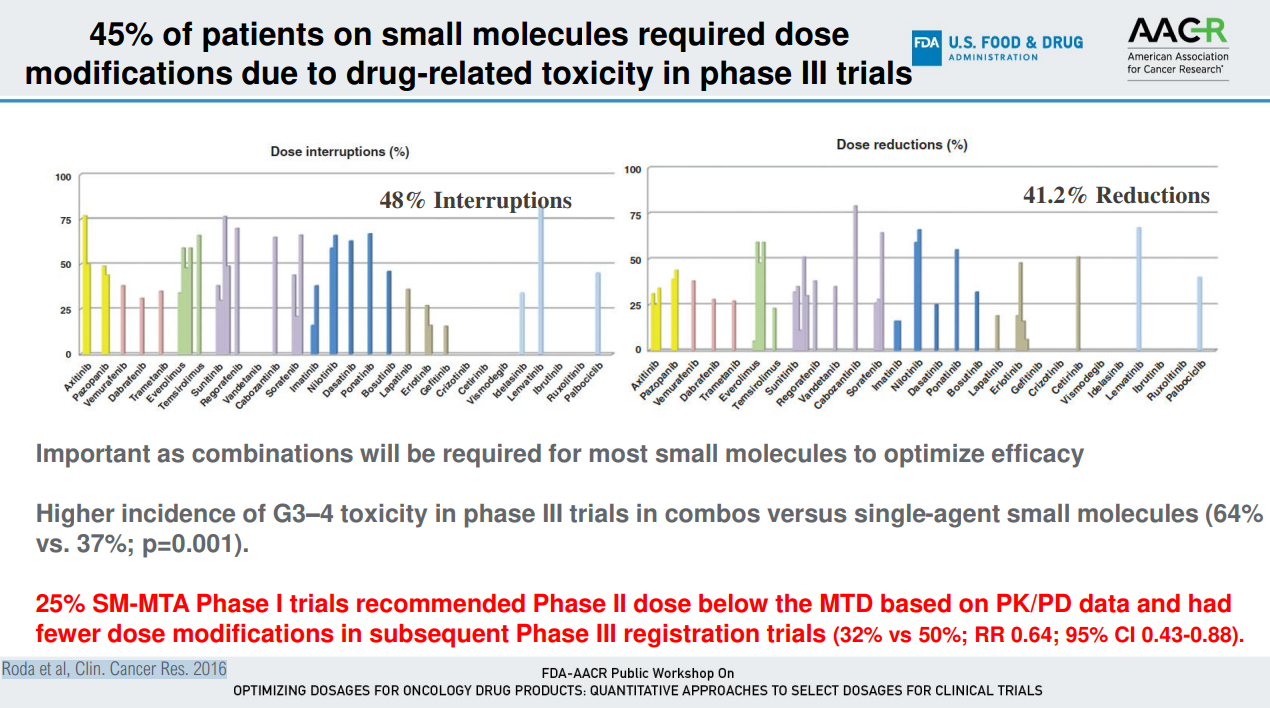 45% of patients on small molecules required dose
modifications due to drug-related toxicity in phase III trials
FDA
U.S. FOOD & DRUG
ADMINISTRATION
AACR
American Association
for Cancer Research®
Dose interruptions (%)
48% Interruptions
100
75
50
25
0
Axitinib
Pazopanib
Vemurafenib
Dabrafenib
Trametanib
Everolimus
Temsirolimus
Sunitinib
Regorafenib
Vandetanib
Cabozantinib
Sorafenib
Imatinib
Nilotinib
Dasatinib
Ponatinib
Bosutinib
Lapatinib
Erlotinib
Gefitinib
Crizotinib
Cetirinib
Vismodegib
Idelasinib
Lenvatinib
Ibrutinib
Ruxolitinib
Palbociclib
Dose reductions (%)
41.2% Reductions
100
75
50
25
0
Axitinib
Pazopanib
Vemurafenib
Dabrafenib
Trametanib
Everolimus
Temsirolimus
Sunitinib
Regorafenib
Vandetanib
Cabozantinib
Sorafenib
Imatinib
Nilotinib
Dasatinib
Ponatinib
Bosutinib
Lapatinib
Erlotinib
Gefitinib
Crizotinib
Cetirinib
Vismodegib
Idelasinib
Lenvatinib
Ibrutinib
Ruxolitinib
Palbociclib
Important as combinations will be required for most small molecules to optimize efficacy
Higher incidence of G3–4 toxicity in phase III trials in combos versus single-agent small molecules (64%
vs. 37%; p=0.001).
25% SM-MTA Phase I trials recommended Phase II dose below the MTD based on PK/PD data and had
fewer dose modifications in subsequent Phase III registration trials (32% vs 50%; RR 0.64; 95% CI 0.43-0.88).
Roda et al, Clin. Cancer Res. 2016
FDA-AACR Public Workshop On
OPTIMIZING DOSAGES FOR ONCOLOGY DRUG PRODUCTS: QUANTITATIVE APPROACHES TO SELECT DOSAGES FOR CLINICAL TRIALS